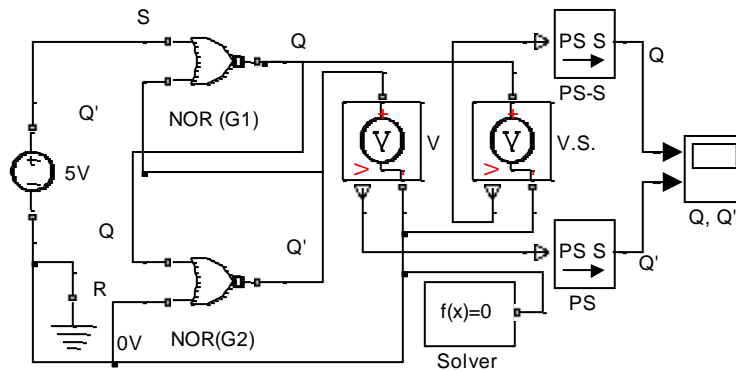 S
Q
PS S
Q
PS-S
Q'
NOR (G1)
V
V
V
V.S.
5V
V
V
Q, Q'
Q
Q'
PS S
Q'
R
PS
f(x)=0
0V
NOR(G2)
Solver